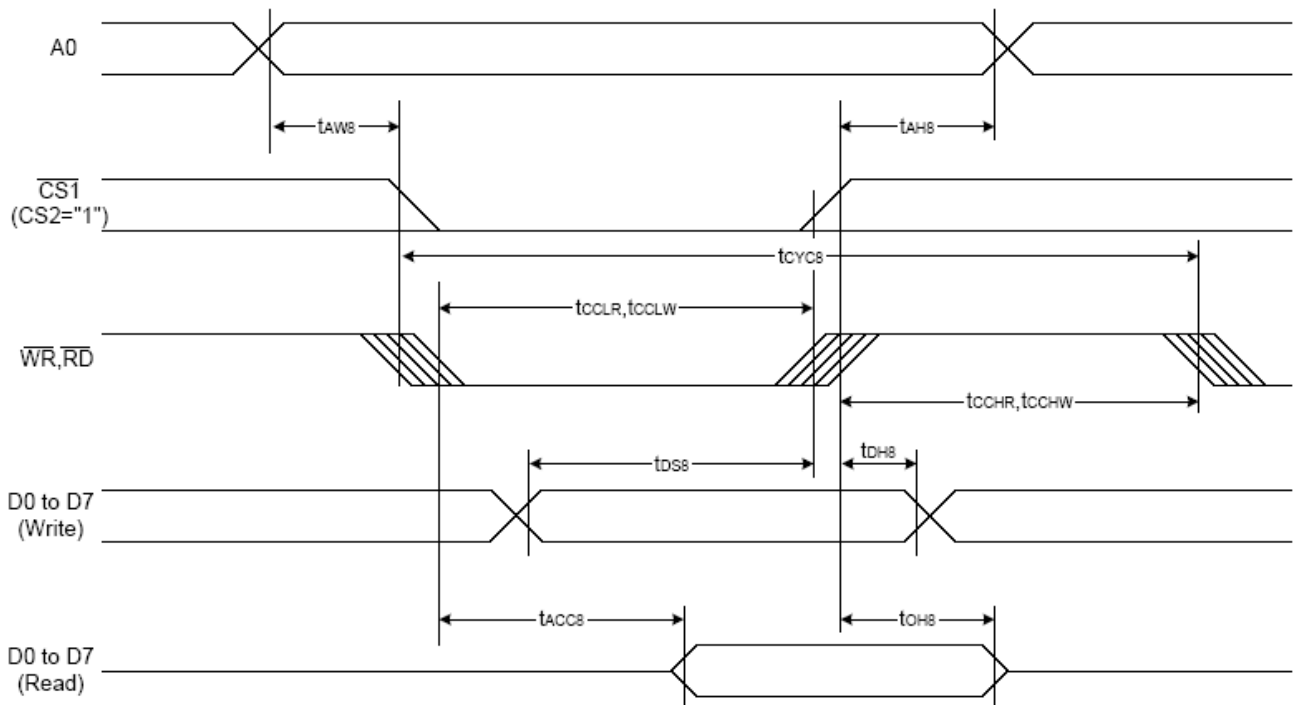 A0
tAW8
tAH8
CS1
(CS2="1")
tCYC8
tCCLR,tCCLW
WR,RD
tCCHR,tCCHW
tDS8
tDH8
D0 to D7
(Write)
tACC8
tOH8
D0 to D7
(Read)